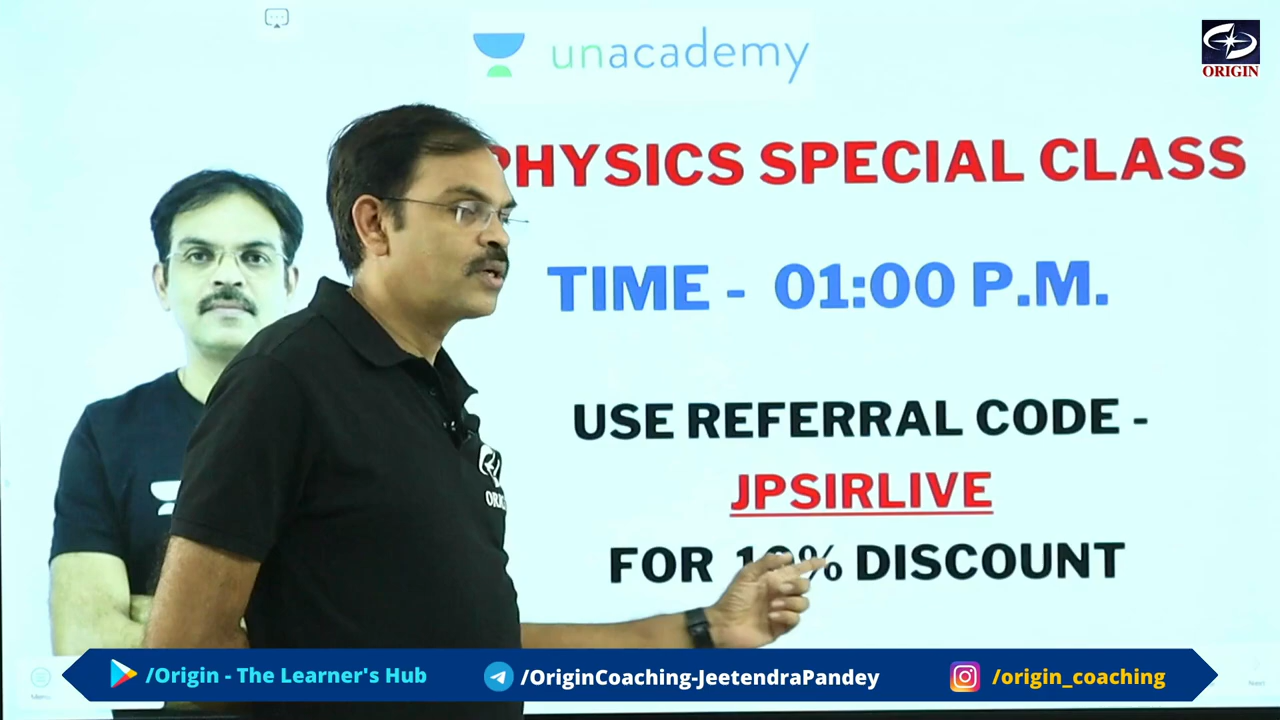 unacademy
ORIGIN
PHYSICS SPECIAL CLASS
TIME - 01:00 P.M.
USE REFERRAL CODE -
JPSIRLIVE
FOR 10% DISCOUNT
/Origin - The Learner's Hub
/OriginCoaching-JeetendraPandey
/origin_coaching